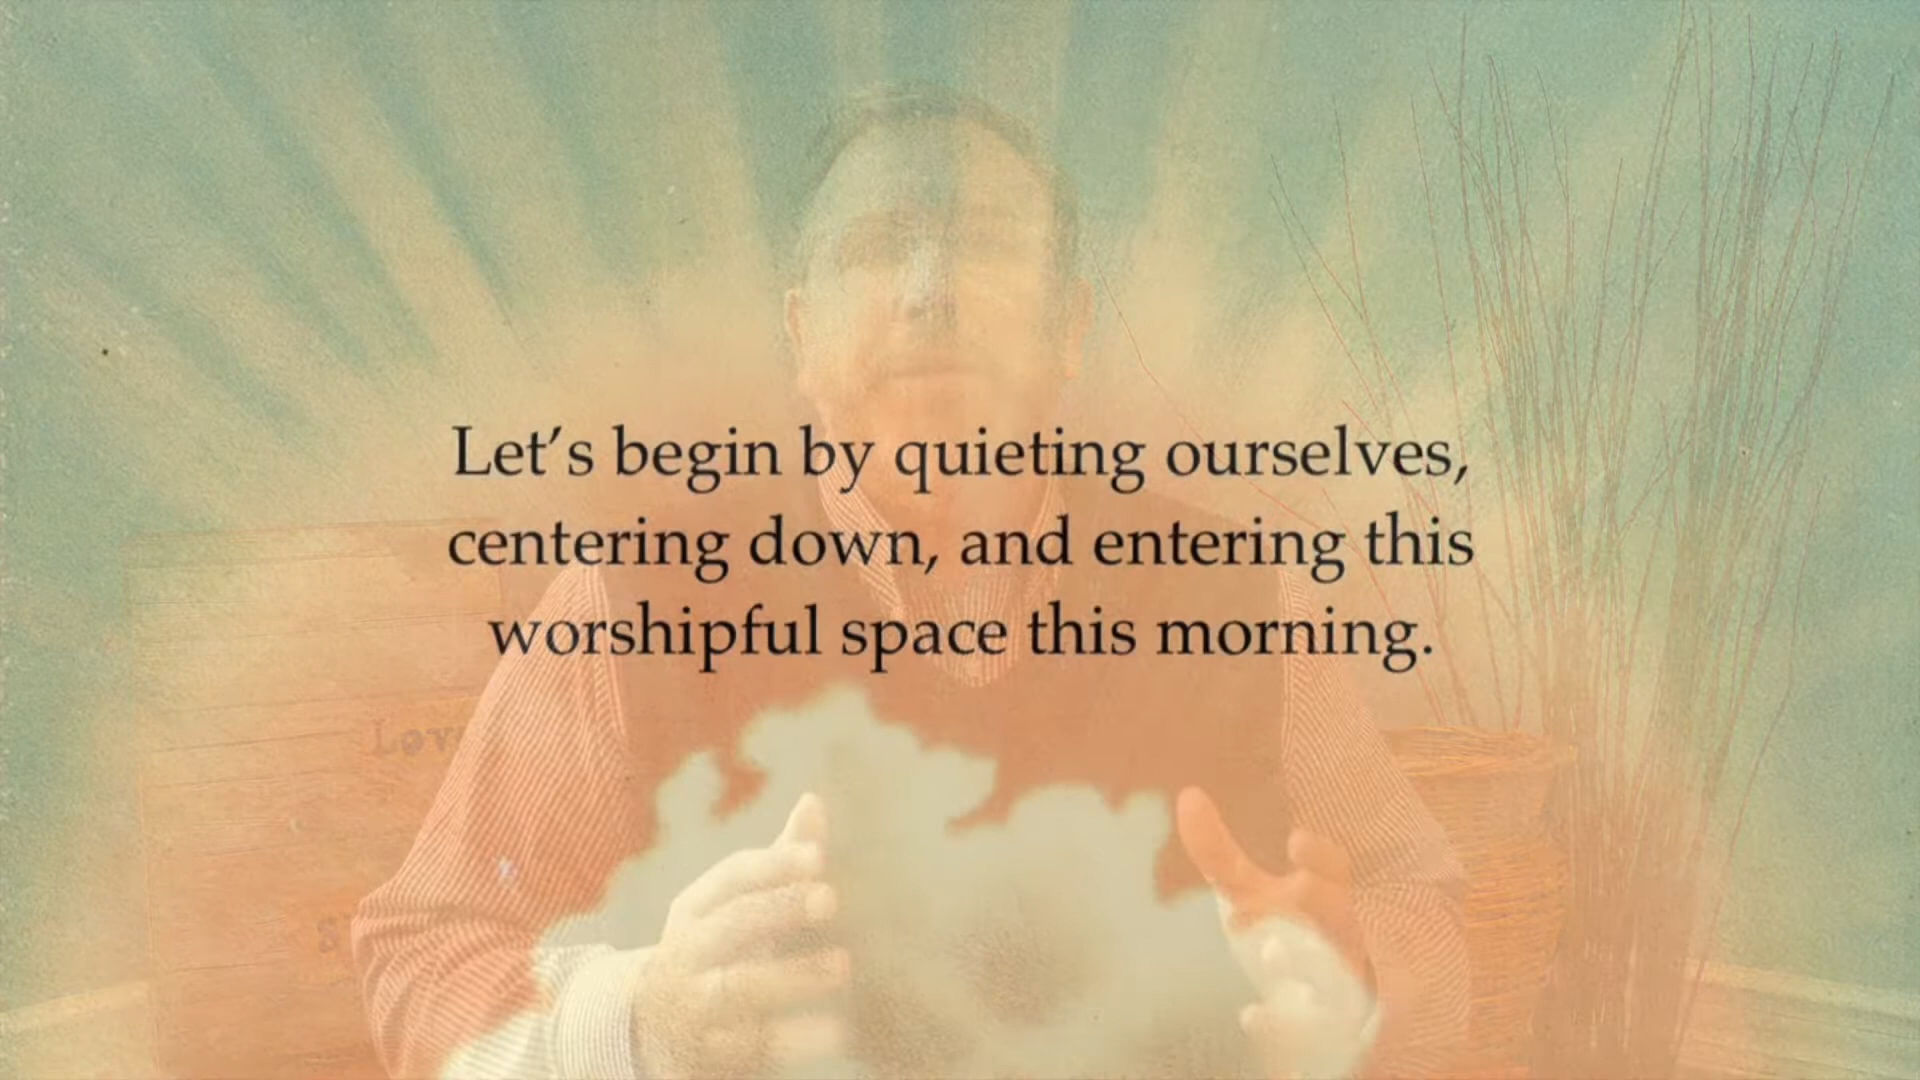 Let's begin by quieting ourselves,
centering down, and entering this
worshipful space this morning.